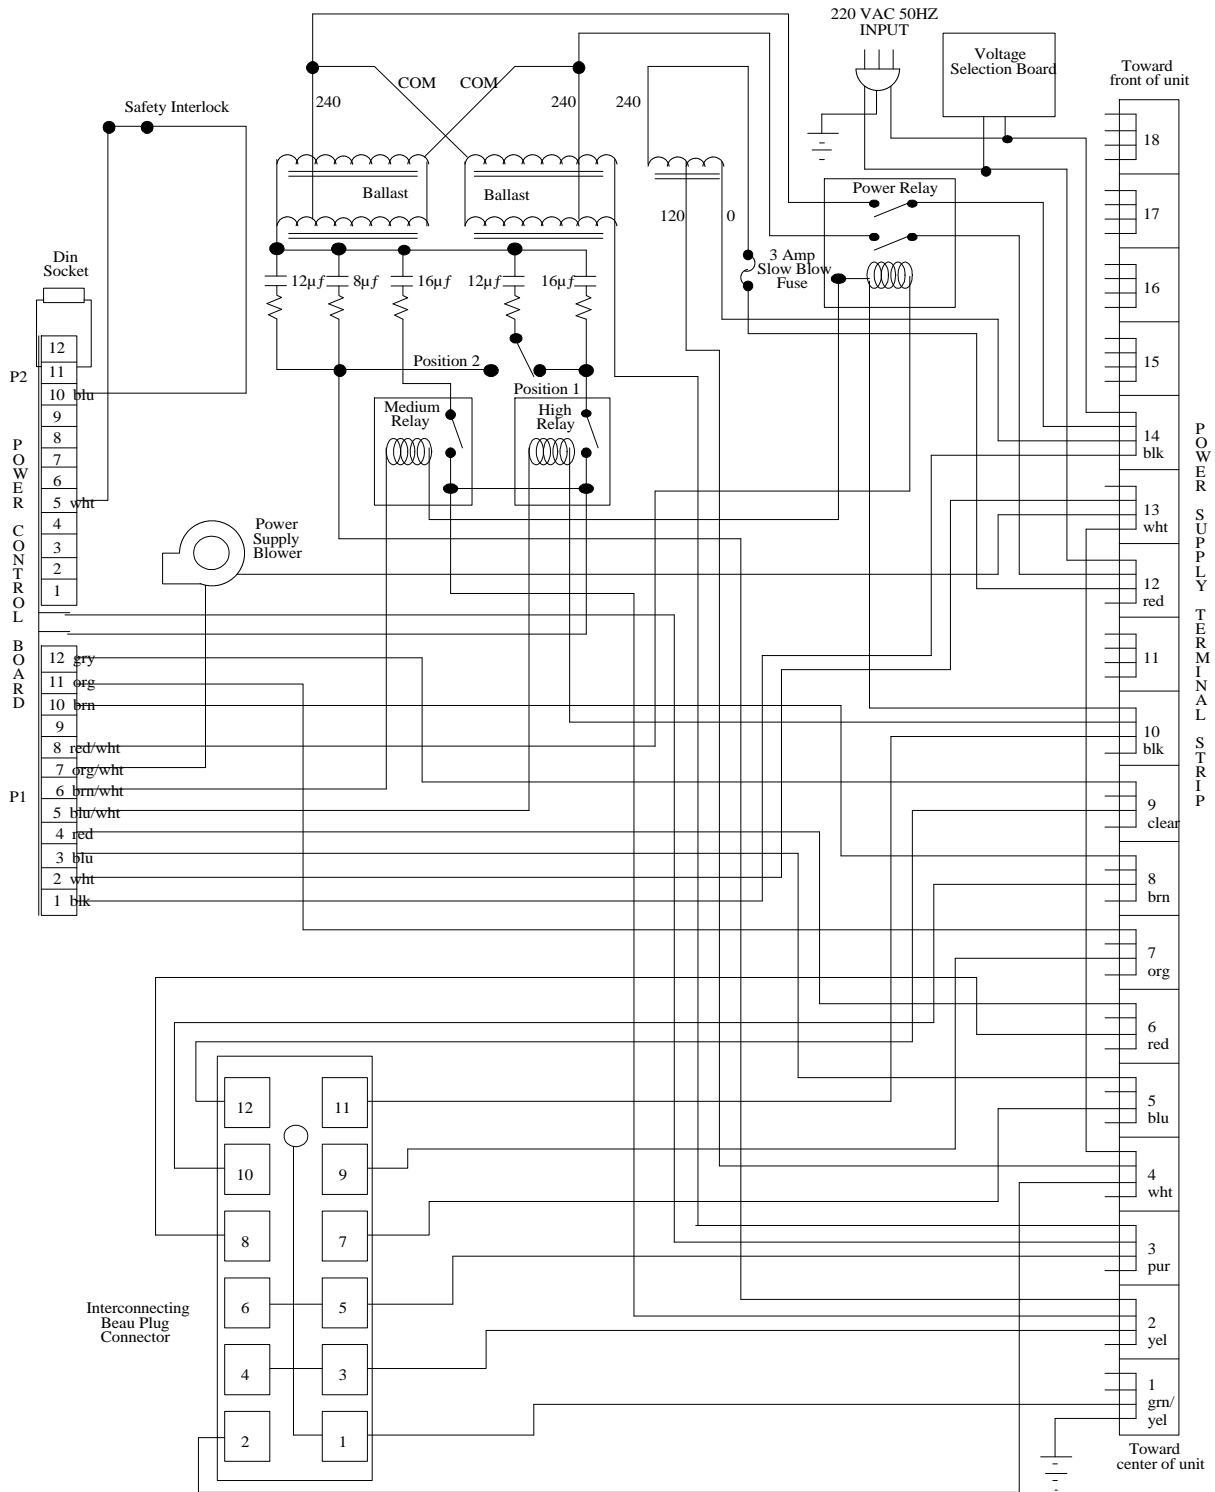 220 VAC 50HZ
INPUT
Voltage
Selection Board
Toward
front of unit
COM
COM
240
240
240
Safety Interlock
18
Ballast
Ballast
Power Relay
17
120
0
Din
Socket
12µf
8µf
16µf
12µf
16µf
3 Amp
Slow Blow
Fuse
16
15
P2
12
11
10 blu
9
8
7
6
5 wht
4
3
2
1
Position 2
Position 1
Medium
Relay
High
Relay
14
blk
13
wht
12
red
11
10
blk
9
clear
8
brn
7
org
6
red
5
blu
4
wht
3
pur
2
yel
1
grn/
yel
Toward
center of unit
POWER SUPPLY TERMINAL STRIP
POWER CONTROL BOARD
Power
Supply
Blower
P1
12 gry
11 org
10 brn
9
8 red/wht
7 org/wht
6 brn/wht
5 blu/wht
4 red
3 blu
2 wht
1 blk
Interconnecting
Beau Plug
Connector
12 11
10 9
8 7
6 5
4 3
2 1